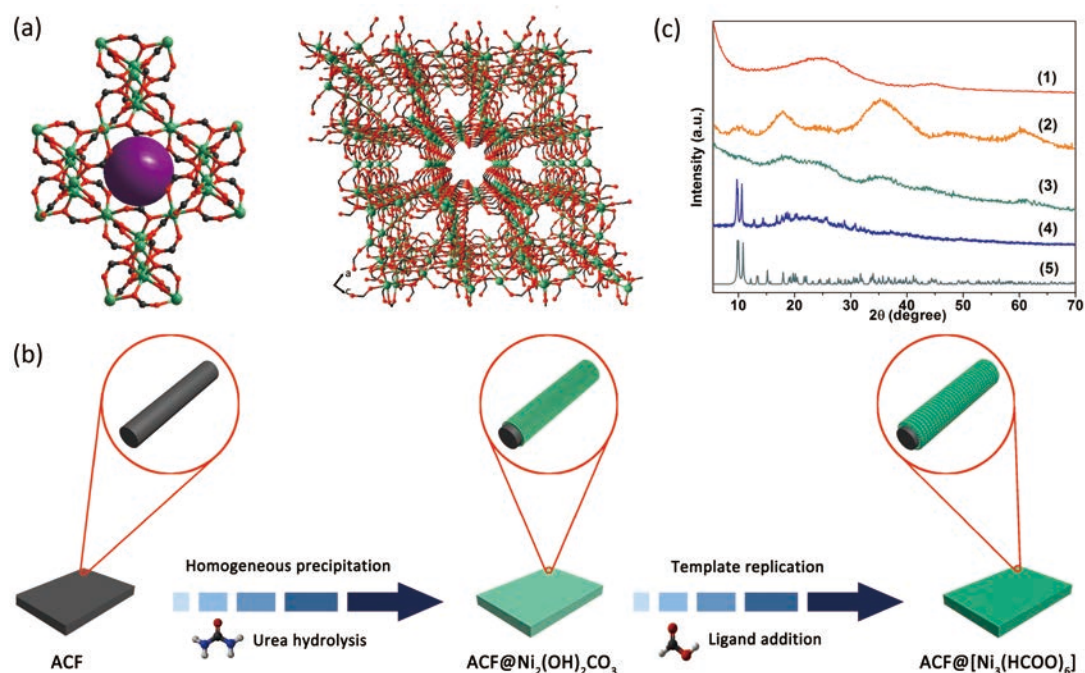 (a)
a
c
(c)
Intensity (a.u.)
(1)
(2)
(3)
(4)
(5)
10 20 30 40 50 60 70
2θ (degree)
(b)
Homogeneous precipitation
Urea hydrolysis
Template replication
Ligand addition
ACF
ACF@Ni₂(OH)₂CO₃
ACF@[Ni₃(HCOO)₆]